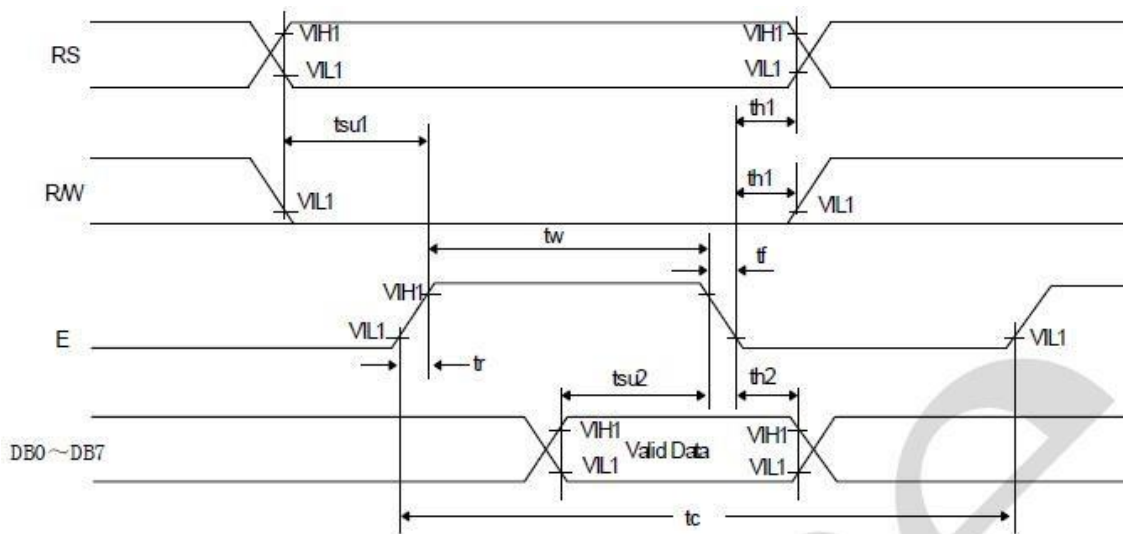 VIH1
VIH1
RS
VIL1
VIL1
th1
tsu1
R/W
th1
VIL1
VIL1
tw
tf
VIH1
E
VIL1
VIL1
tr
tsu2
th2
VIH1
VIH1
DB0~DB7
Valid Data
VIL1
VIL1
tc